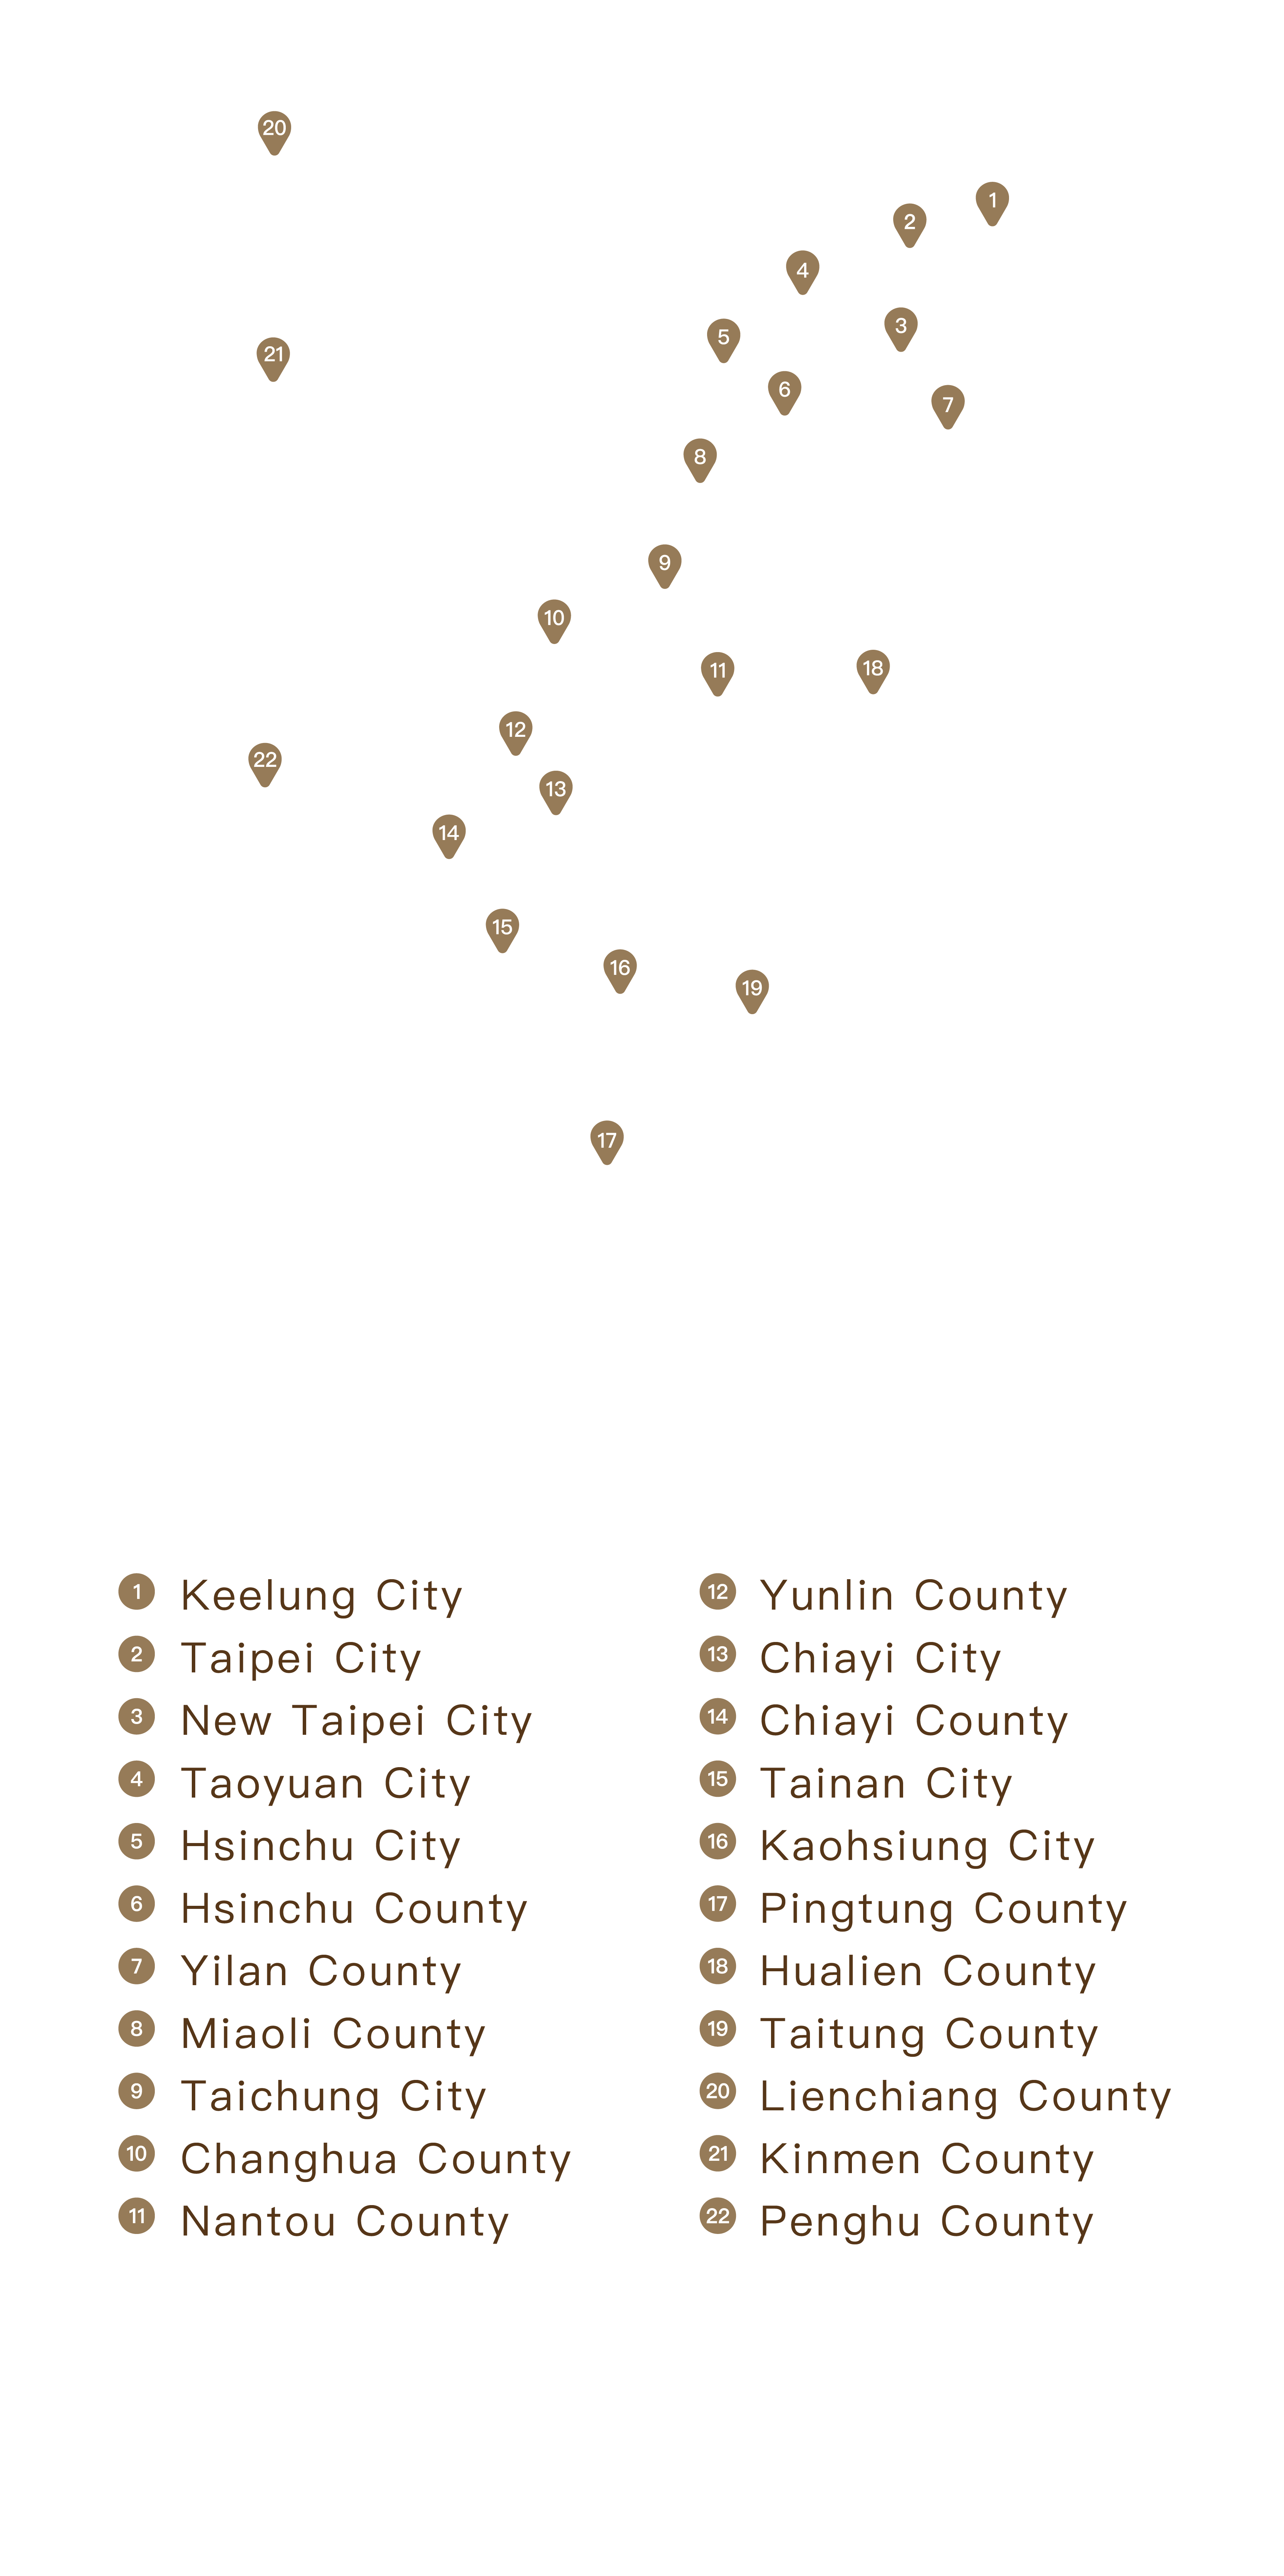 20
1
2
4
3
5
21
6
7
8
9
10
11
18
12
22
13
14
15
16
19
17
1 Keelung City
2 Taipei City
3 New Taipei City
4 Taoyuan City
5 Hsinchu City
6 Hsinchu County
7 Yilan County
8 Miaoli County
9 Taichung City
10 Changhua County
11 Nantou County
12 Yunlin County
13 Chiayi City
14 Chiayi County
15 Tainan City
16 Kaohsiung City
17 Pingtung County
18 Hualien County
19 Taitung County
20 Lienchiang County
21 Kinmen County
22 Penghu County